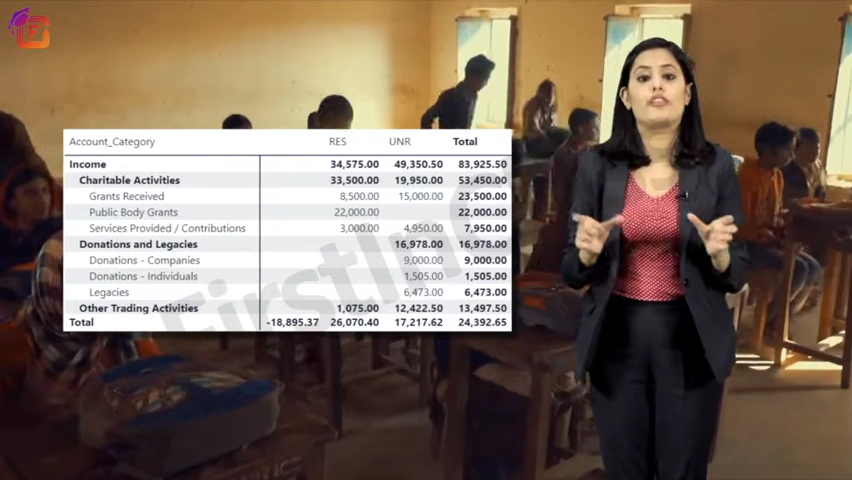 Account_Category RES UNR Total
Income 34,575.00 49,350.50 83,925.50
Charitable Activities 33,500.00 19,950.00 53,450.00
Grants Received 8,500.00 15,000.00 23,500.00
Public Body Grants 22,000.00 22,000.00
Services Provided / Contributions 3,000.00 4,950.00 7,950.00
Donations and Legacies 16,978.00 16,978.00
Donations - Companies 9,000.00 9,000.00
Donations - Individuals 1,505.00 1,505.00
Legacies 6,473.00 6,473.00
Other Trading Activities 1,075.00 12,422.50 13,497.50
Total -18,895.37 26,070.40 17,217.62 24,392.65